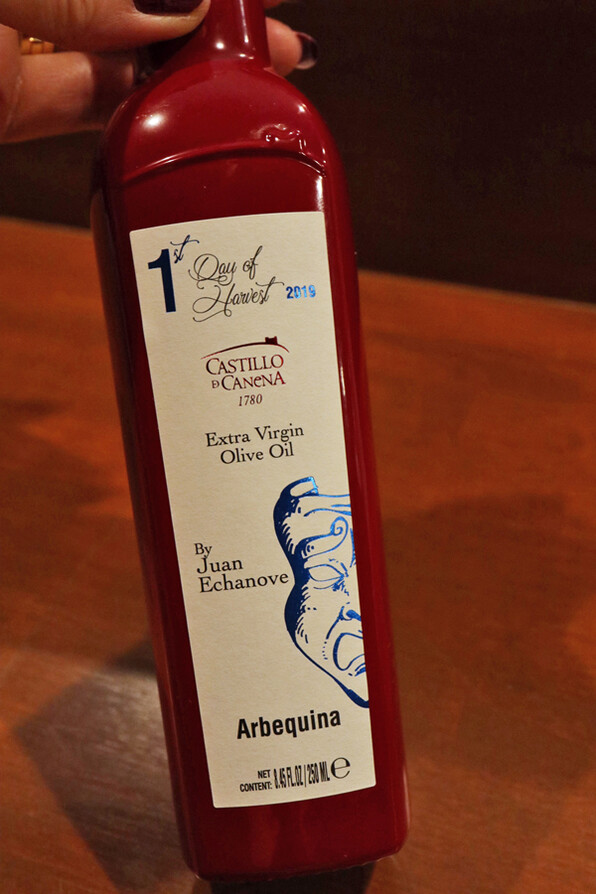 1st Day of
Harvest 2019
CASTILLO
DE CANENA
1780
Extra Virgin
Olive Oil
By
Juan
Echanove
Arbequina
NET
CONTENT: 8.45 FL.OZ / 250 ML e